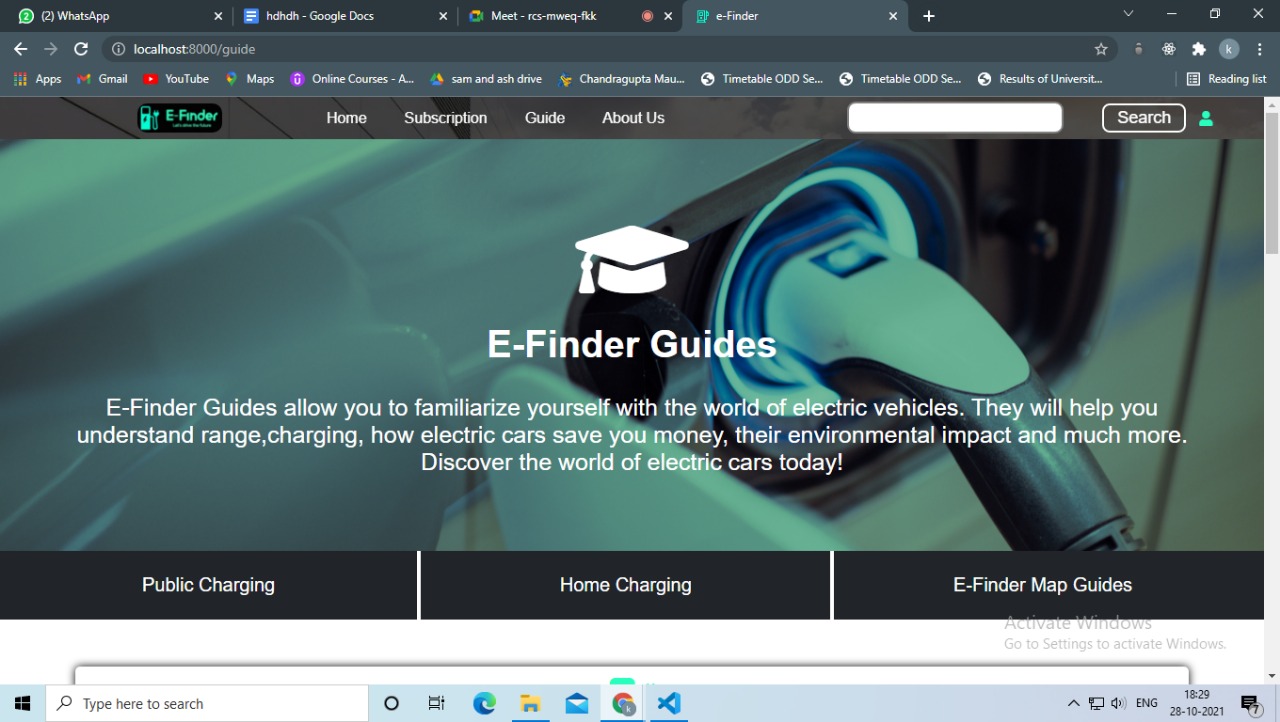 (2) WhatsApp
hdhdh - Google Docs
Meet - rcs-mweq-fkk
e-Finder
localhost:8000/guide
k
Apps
Gmail
YouTube
Maps
Online Courses - A...
sam and ash drive
Chandragupta Mau...
Timetable ODD Se...
Timetable ODD Se...
Results of Universit...
Reading list
E-Finder
Home
Subscription
Guide
About Us
Search
E-Finder Guides
E-Finder Guides allow you to familiarize yourself with the world of electric vehicles. They will help you
understand range,charging, how electric cars save you money, their environmental impact and much more.
Discover the world of electric cars today!
Public Charging
Home Charging
E-Finder Map Guides
Activate Windows
Go to Settings to activate Windows.
Type here to search
ENG
18:29
28-10-2021
7